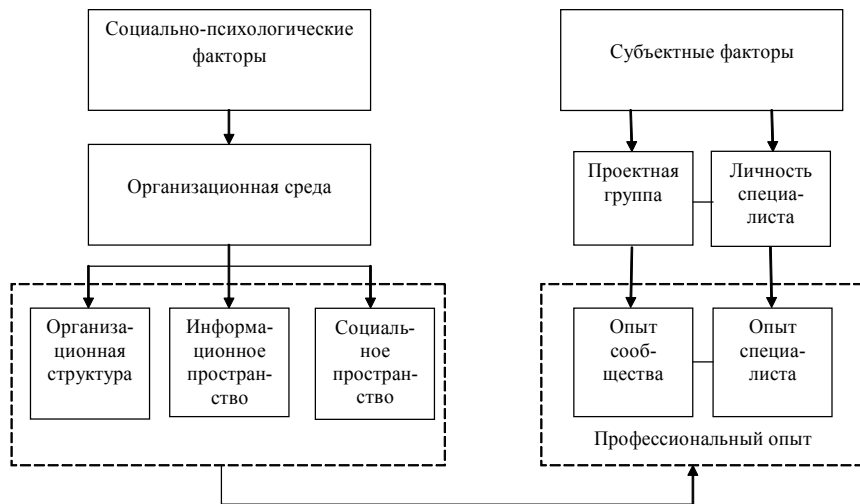 Социально-психологические
факторы
Субъектные факторы
Организационная среда
Проектная
группа
Личность
специа-
листа
Организа-
ционная
структура
Информа-
ционное
простран-
ство
Социаль-
ное
простран-
ство
Опыт
сооб-
щества
Опыт
специа-
листа
Профессиональный опыт